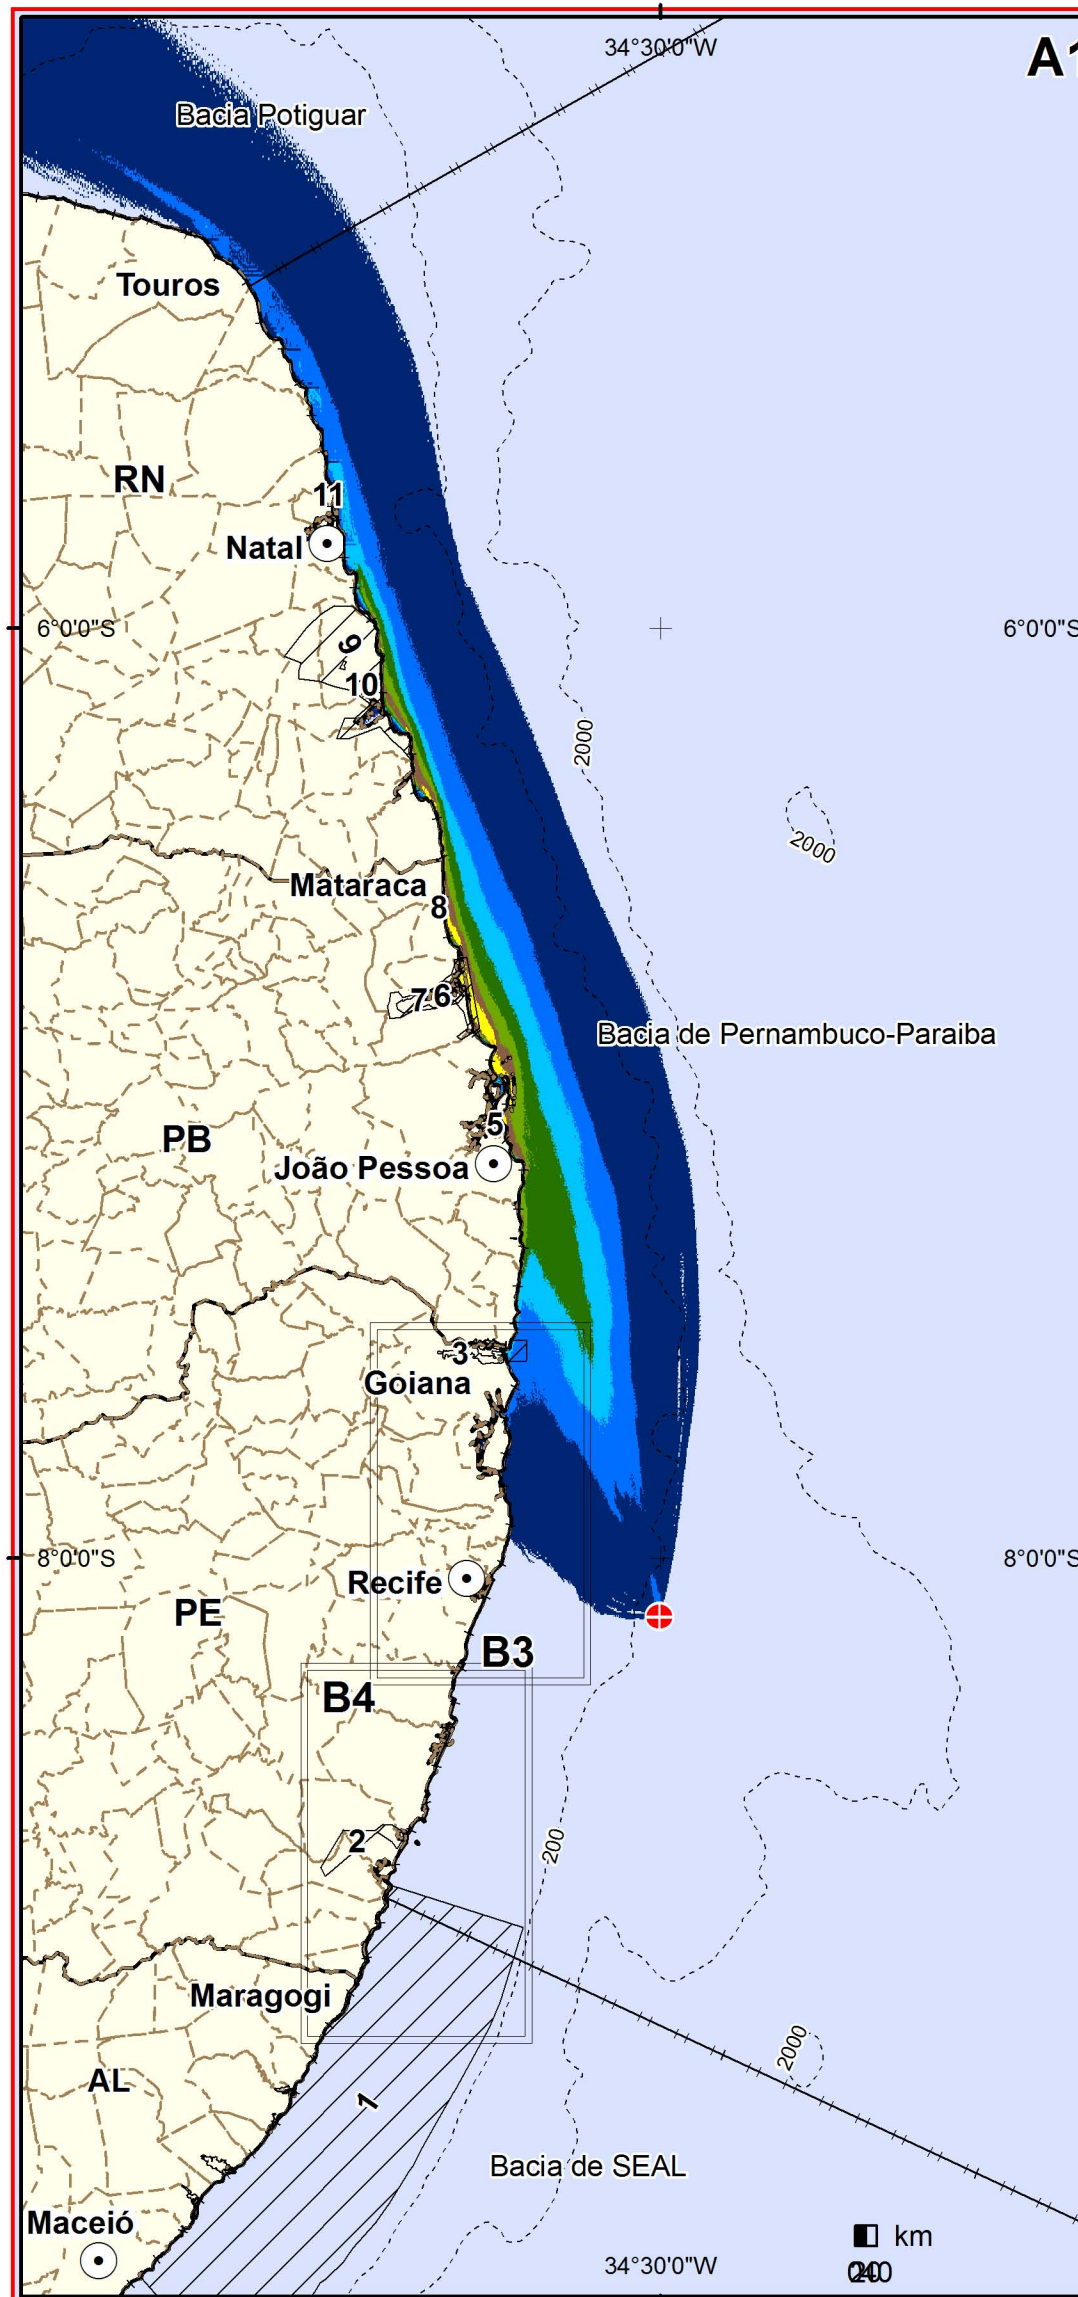 34°30'0"W
A1
Bacia Potiguar
Touros
RN
11
Natal
6°0'0"S
6°0'0"S
9
10
2000
2000
Mataraca
8
7
6
Bacia de Pernambuco-Paraiba
5
PB
João Pessoa
3
Goiana
8°0'0"S
8°0'0"S
Recife
PE
B3
B4
2
200
Maragogi
2000
AL
1
Bacia de SEAL
Maceió
km
34°30'0"W